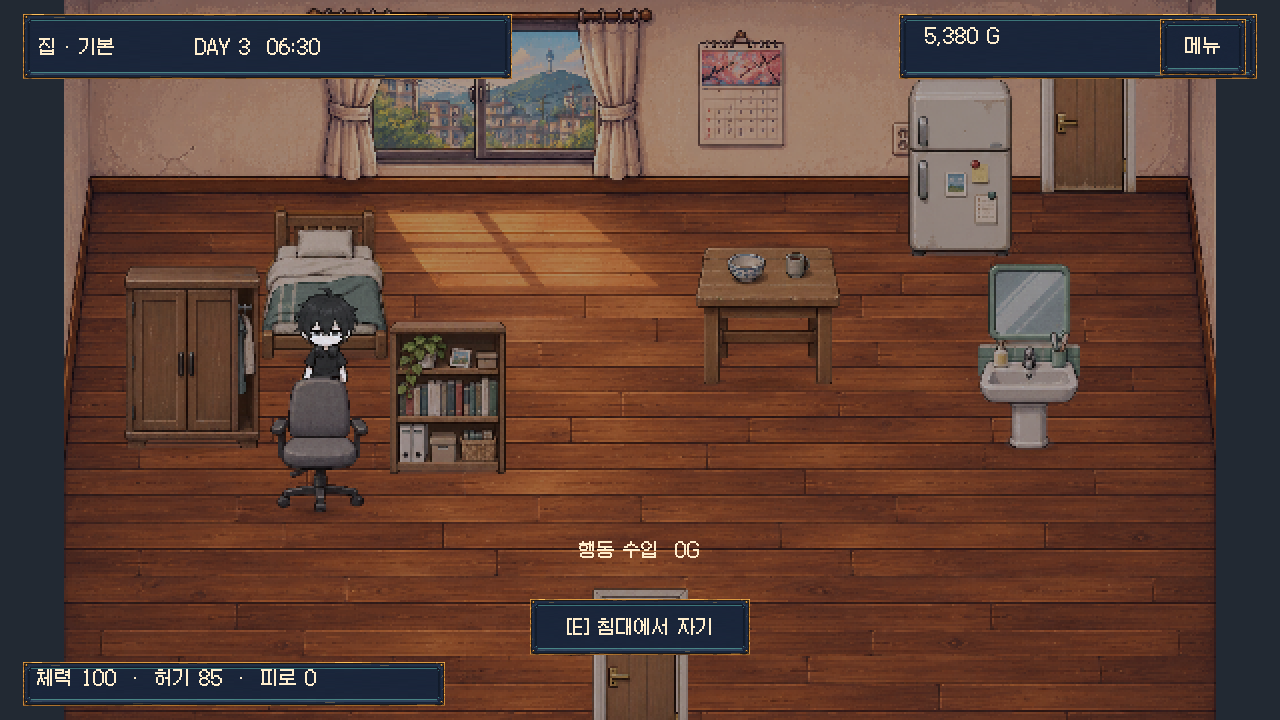 집 · 기본 DAY 3 06:30
5,380 G
메뉴
행동 수입 0G
[E] 침대에서 자기
체력 100 · 허기 85 · 피로 0